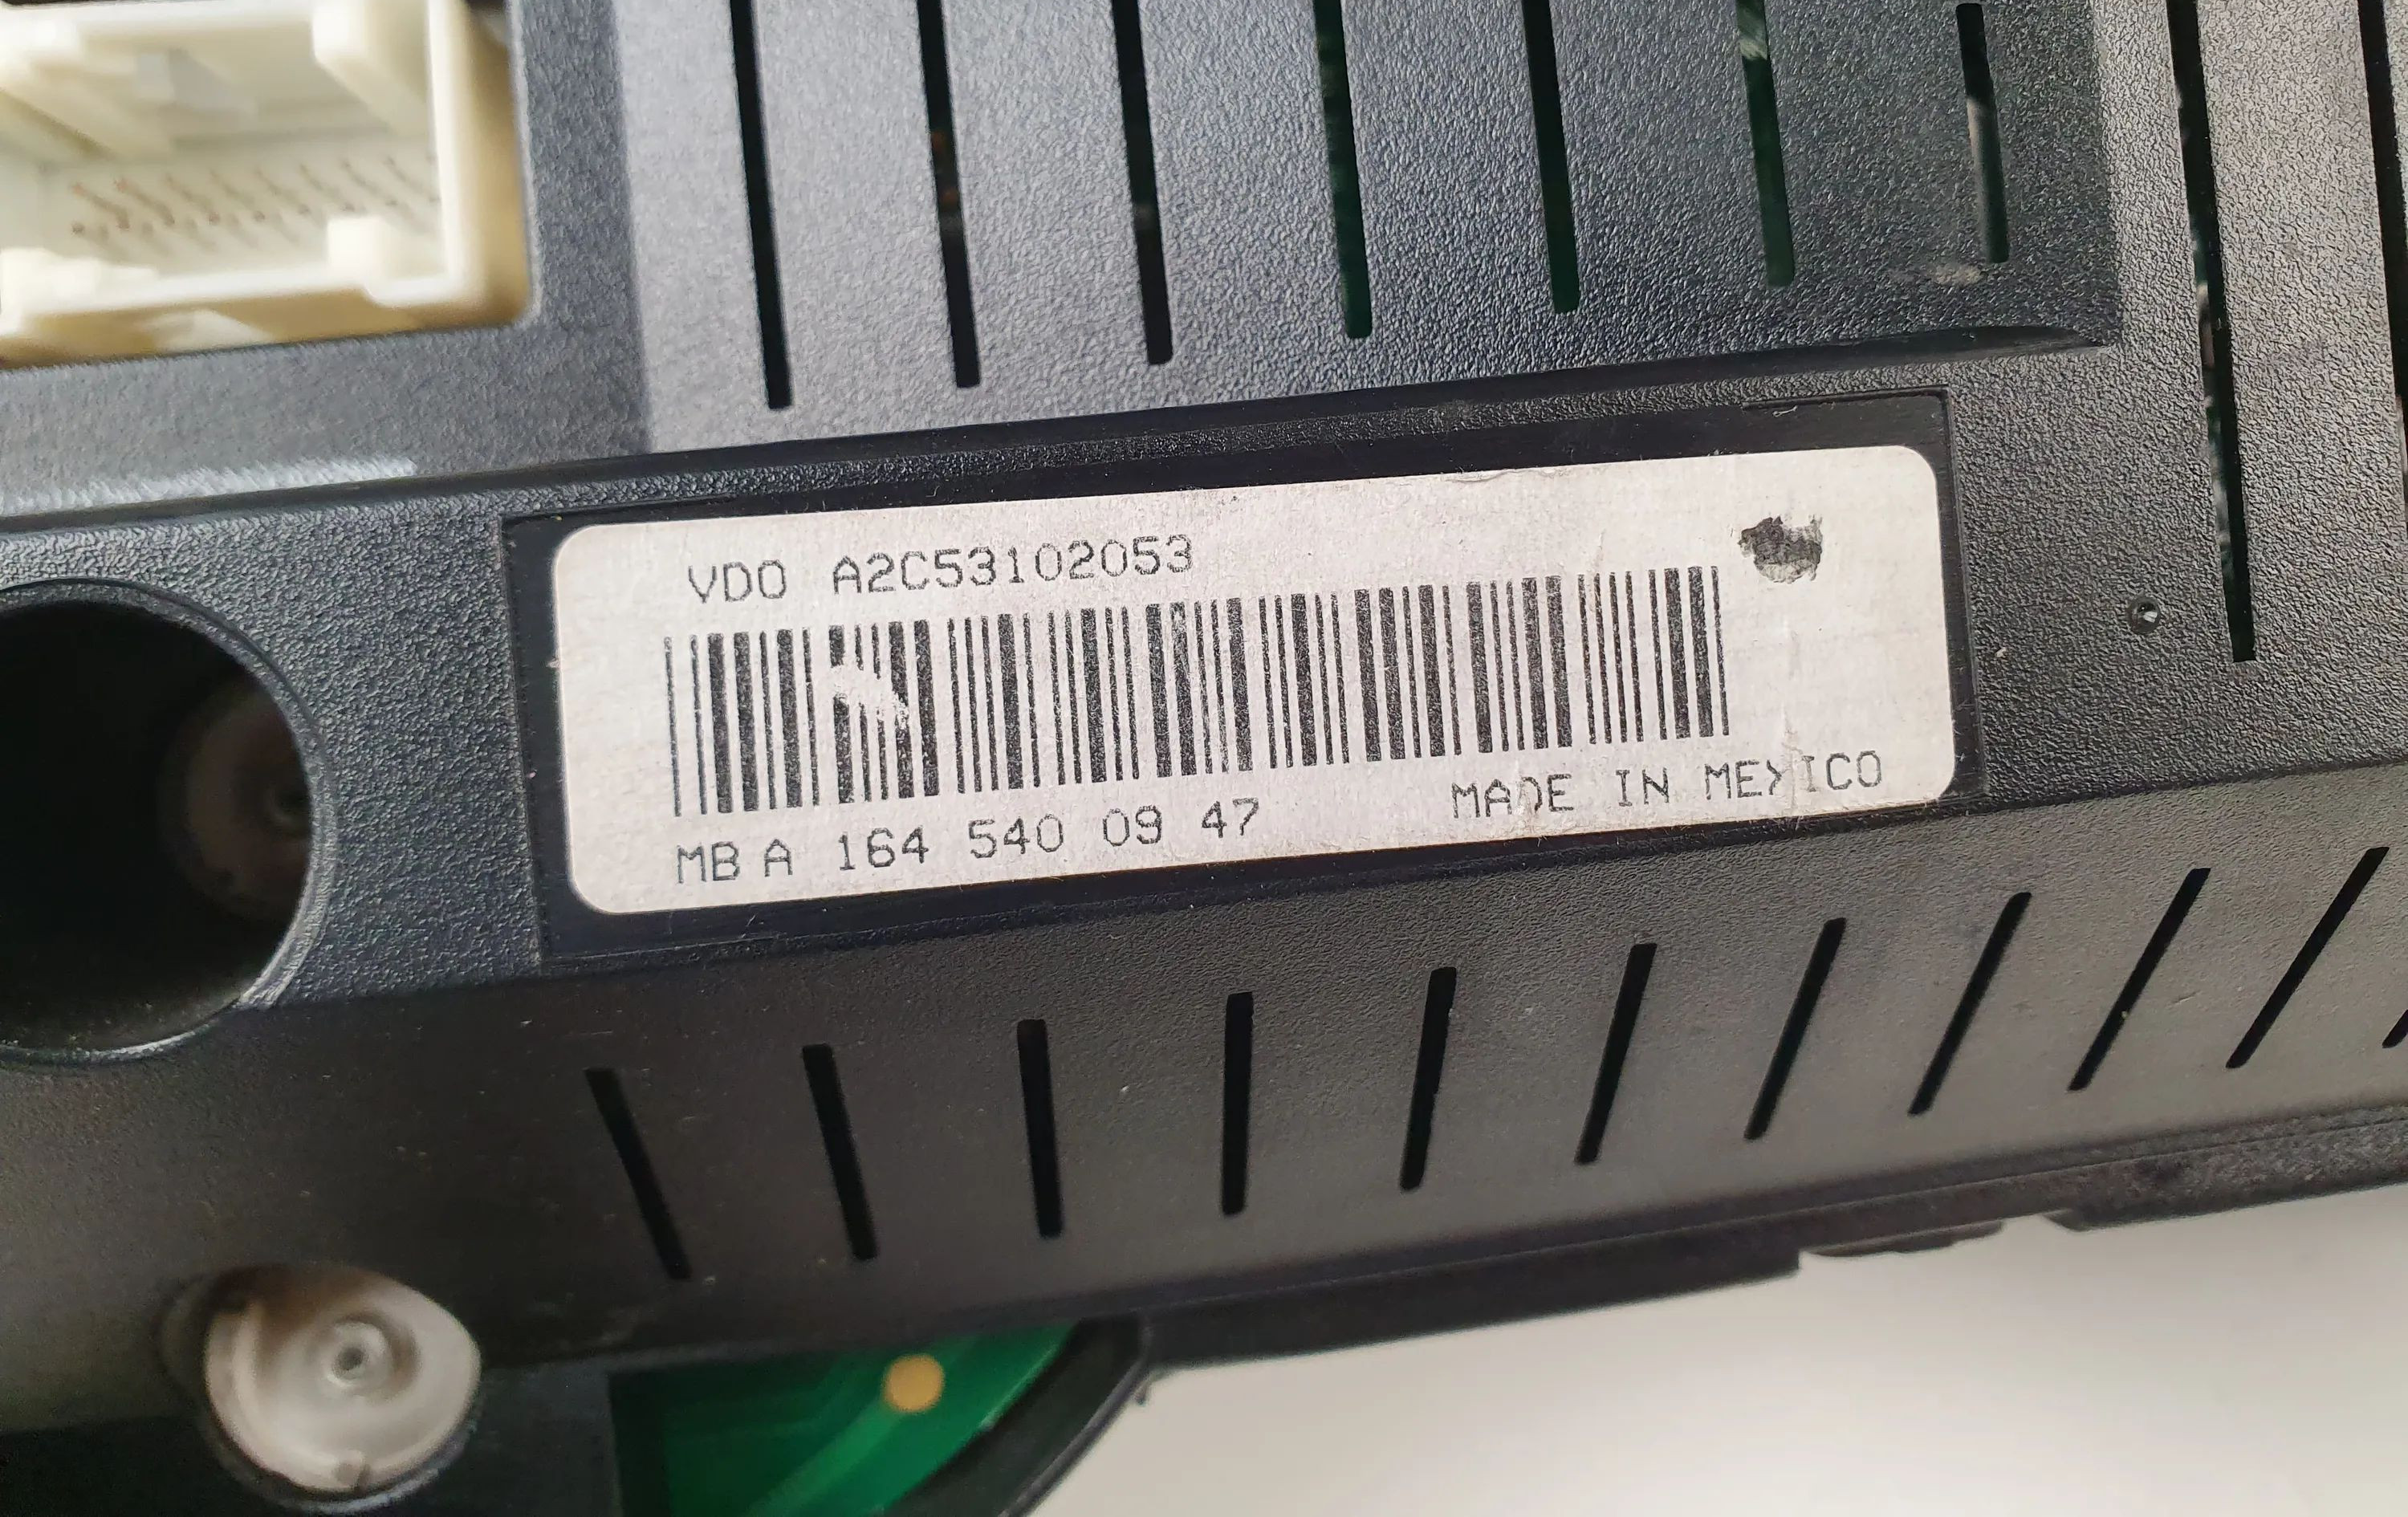 VDO A2C53102053
MB A 164 540 09 47
MADE IN MEXICO